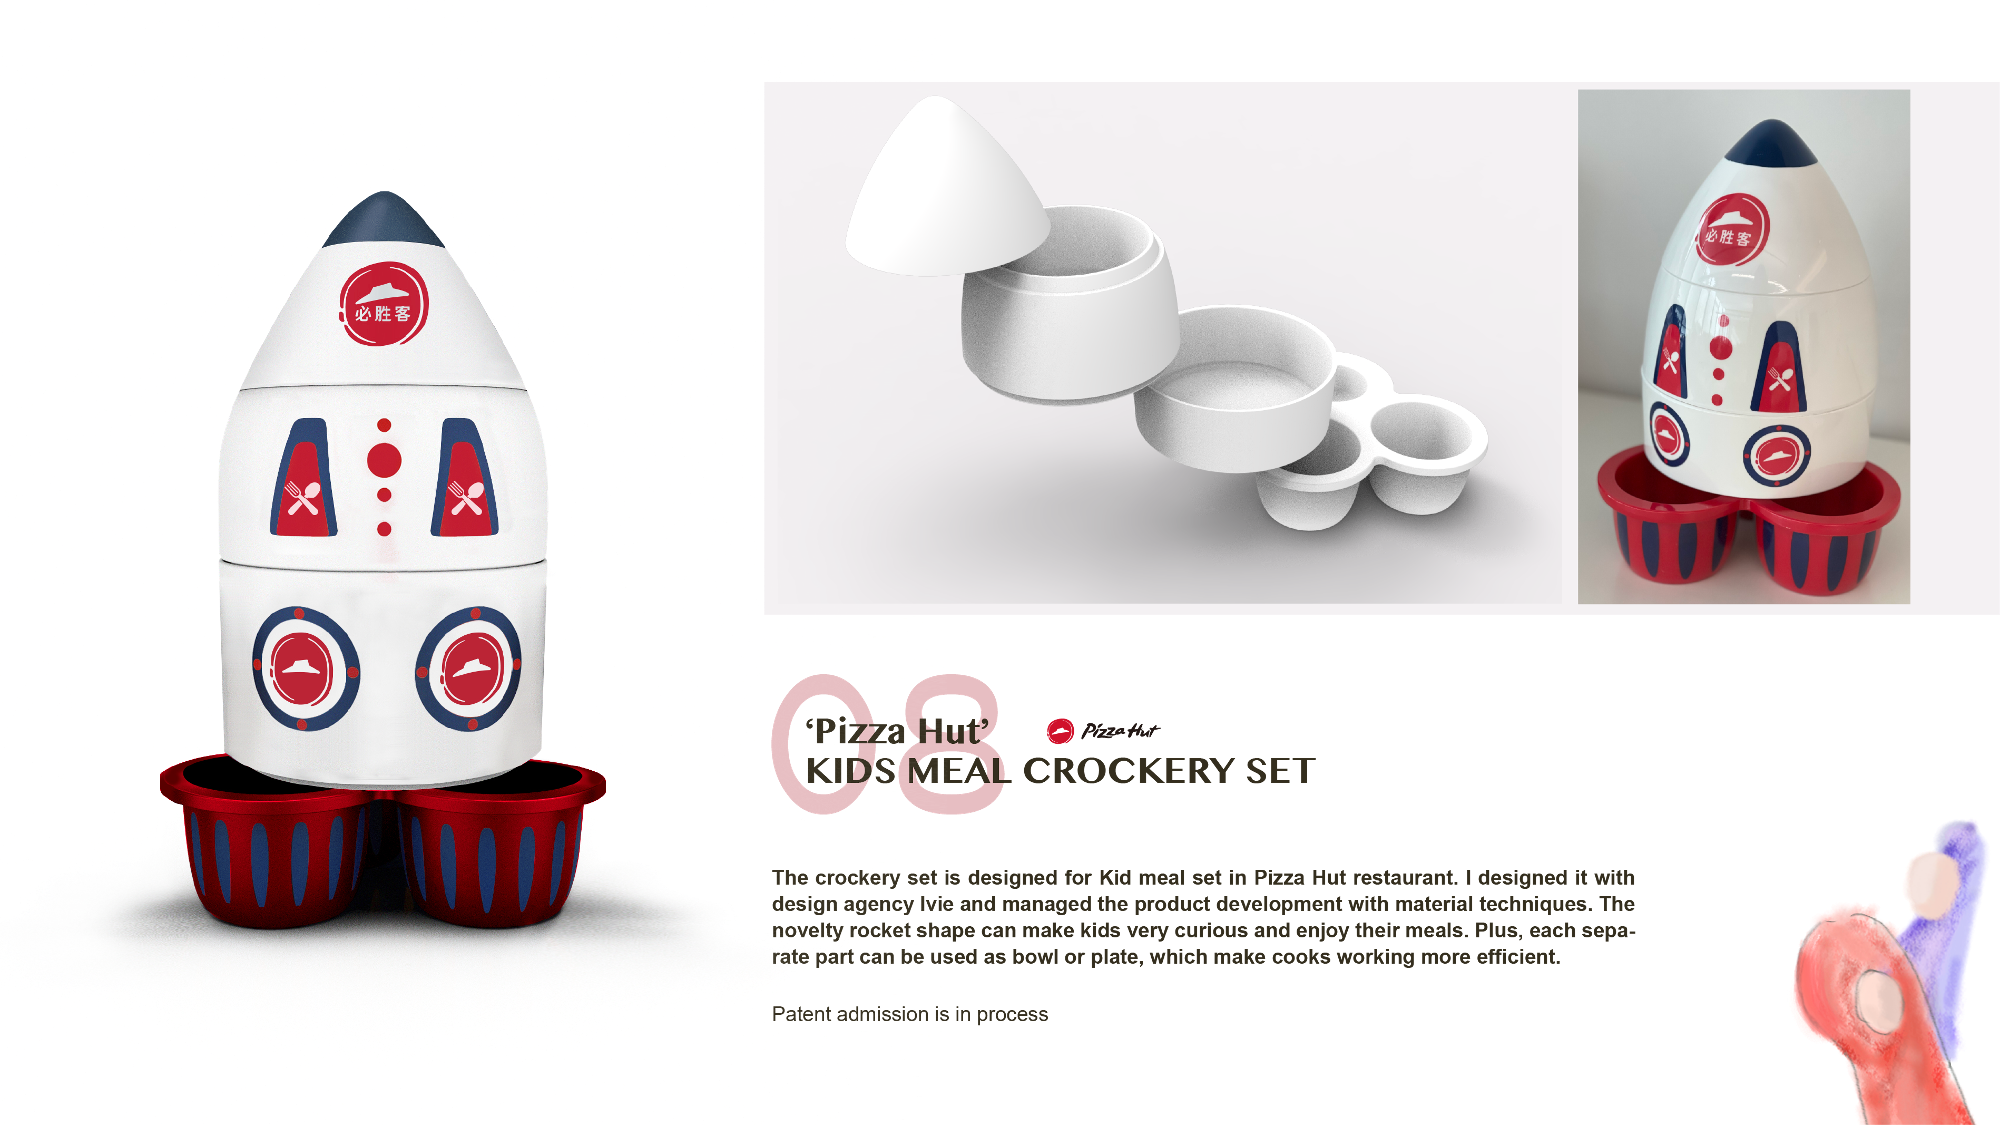 必胜客
必胜客
08
‘Pizza Hut’
Pizza Hut
KIDS MEAL CROCKERY SET
The crockery set is designed for Kid meal set in Pizza Hut restaurant. I designed it with
design agency Ivie and managed the product development with material techniques. The
novelty rocket shape can make kids very curious and enjoy their meals. Plus, each sepa-
rate part can be used as bowl or plate, which make cooks working more efficient.
Patent admission is in process